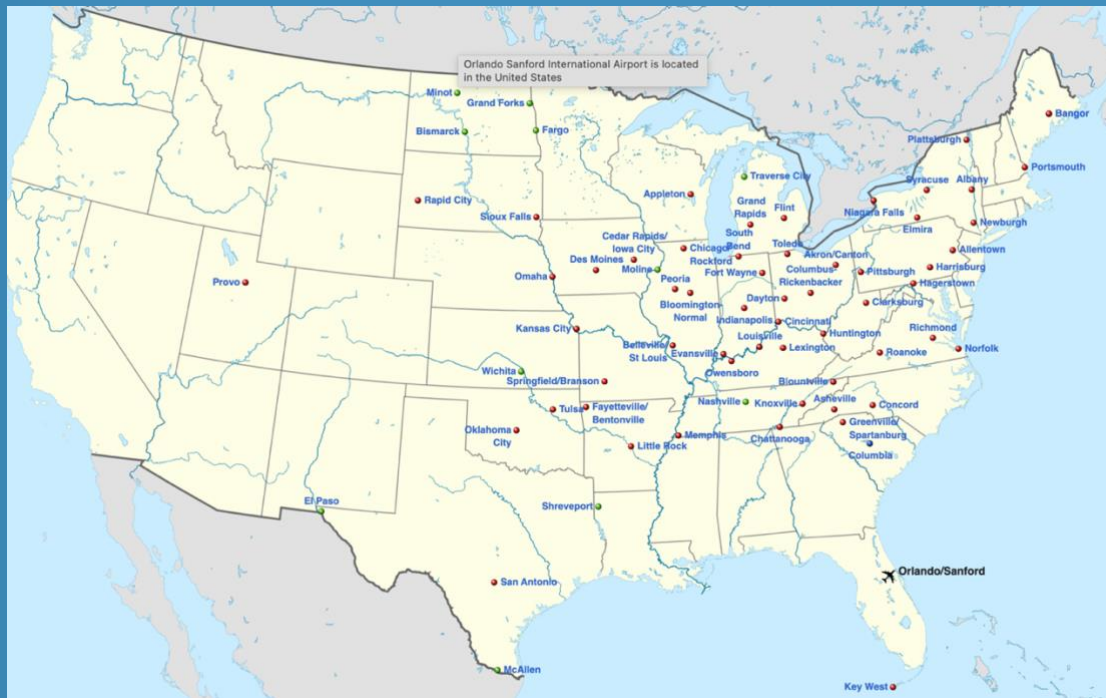 Orlando Sanford International Airport is located
in the United States
Minot
Grand Forks
Bismarck
Fargo
Bangor
Plattsburgh
Portsmouth
Traverse City
Syracuse
Albany
Appleton
Rapid City
Grand
Rapids
Flint
Niagara Falls
Sioux Falls
Newburgh
Elmira
Cedar Rapids/
Iowa City
South
Bend
Toledo
Chicago/
Rockford
Akron/Canton
Allentown
Des Moines
Moline
Fort Wayne
Columbus-
Rickenbacker
Pittsburgh
Harrisburg
Omaha
Peoria
Hagerstown
Provo
Bloomington-
Normal
Dayton
Clarksburg
Indianapolis
Cincinnati
Kansas City
Huntington
Richmond
Louisville
Belleville/
St Louis
Evansville
Lexington
Norfolk
Roanoke
Owensboro
Wichita
Springfield/Branson
Blountville
Nashville
Knoxville
Asheville
Concord
Tulsa
Fayetteville/
Bentonville
Greenville/
Spartanburg
Oklahoma
City
Memphis
Chattanooga
Little Rock
Columbia
El Paso
Shreveport
Orlando/Sanford
San Antonio
McAllen
Key West